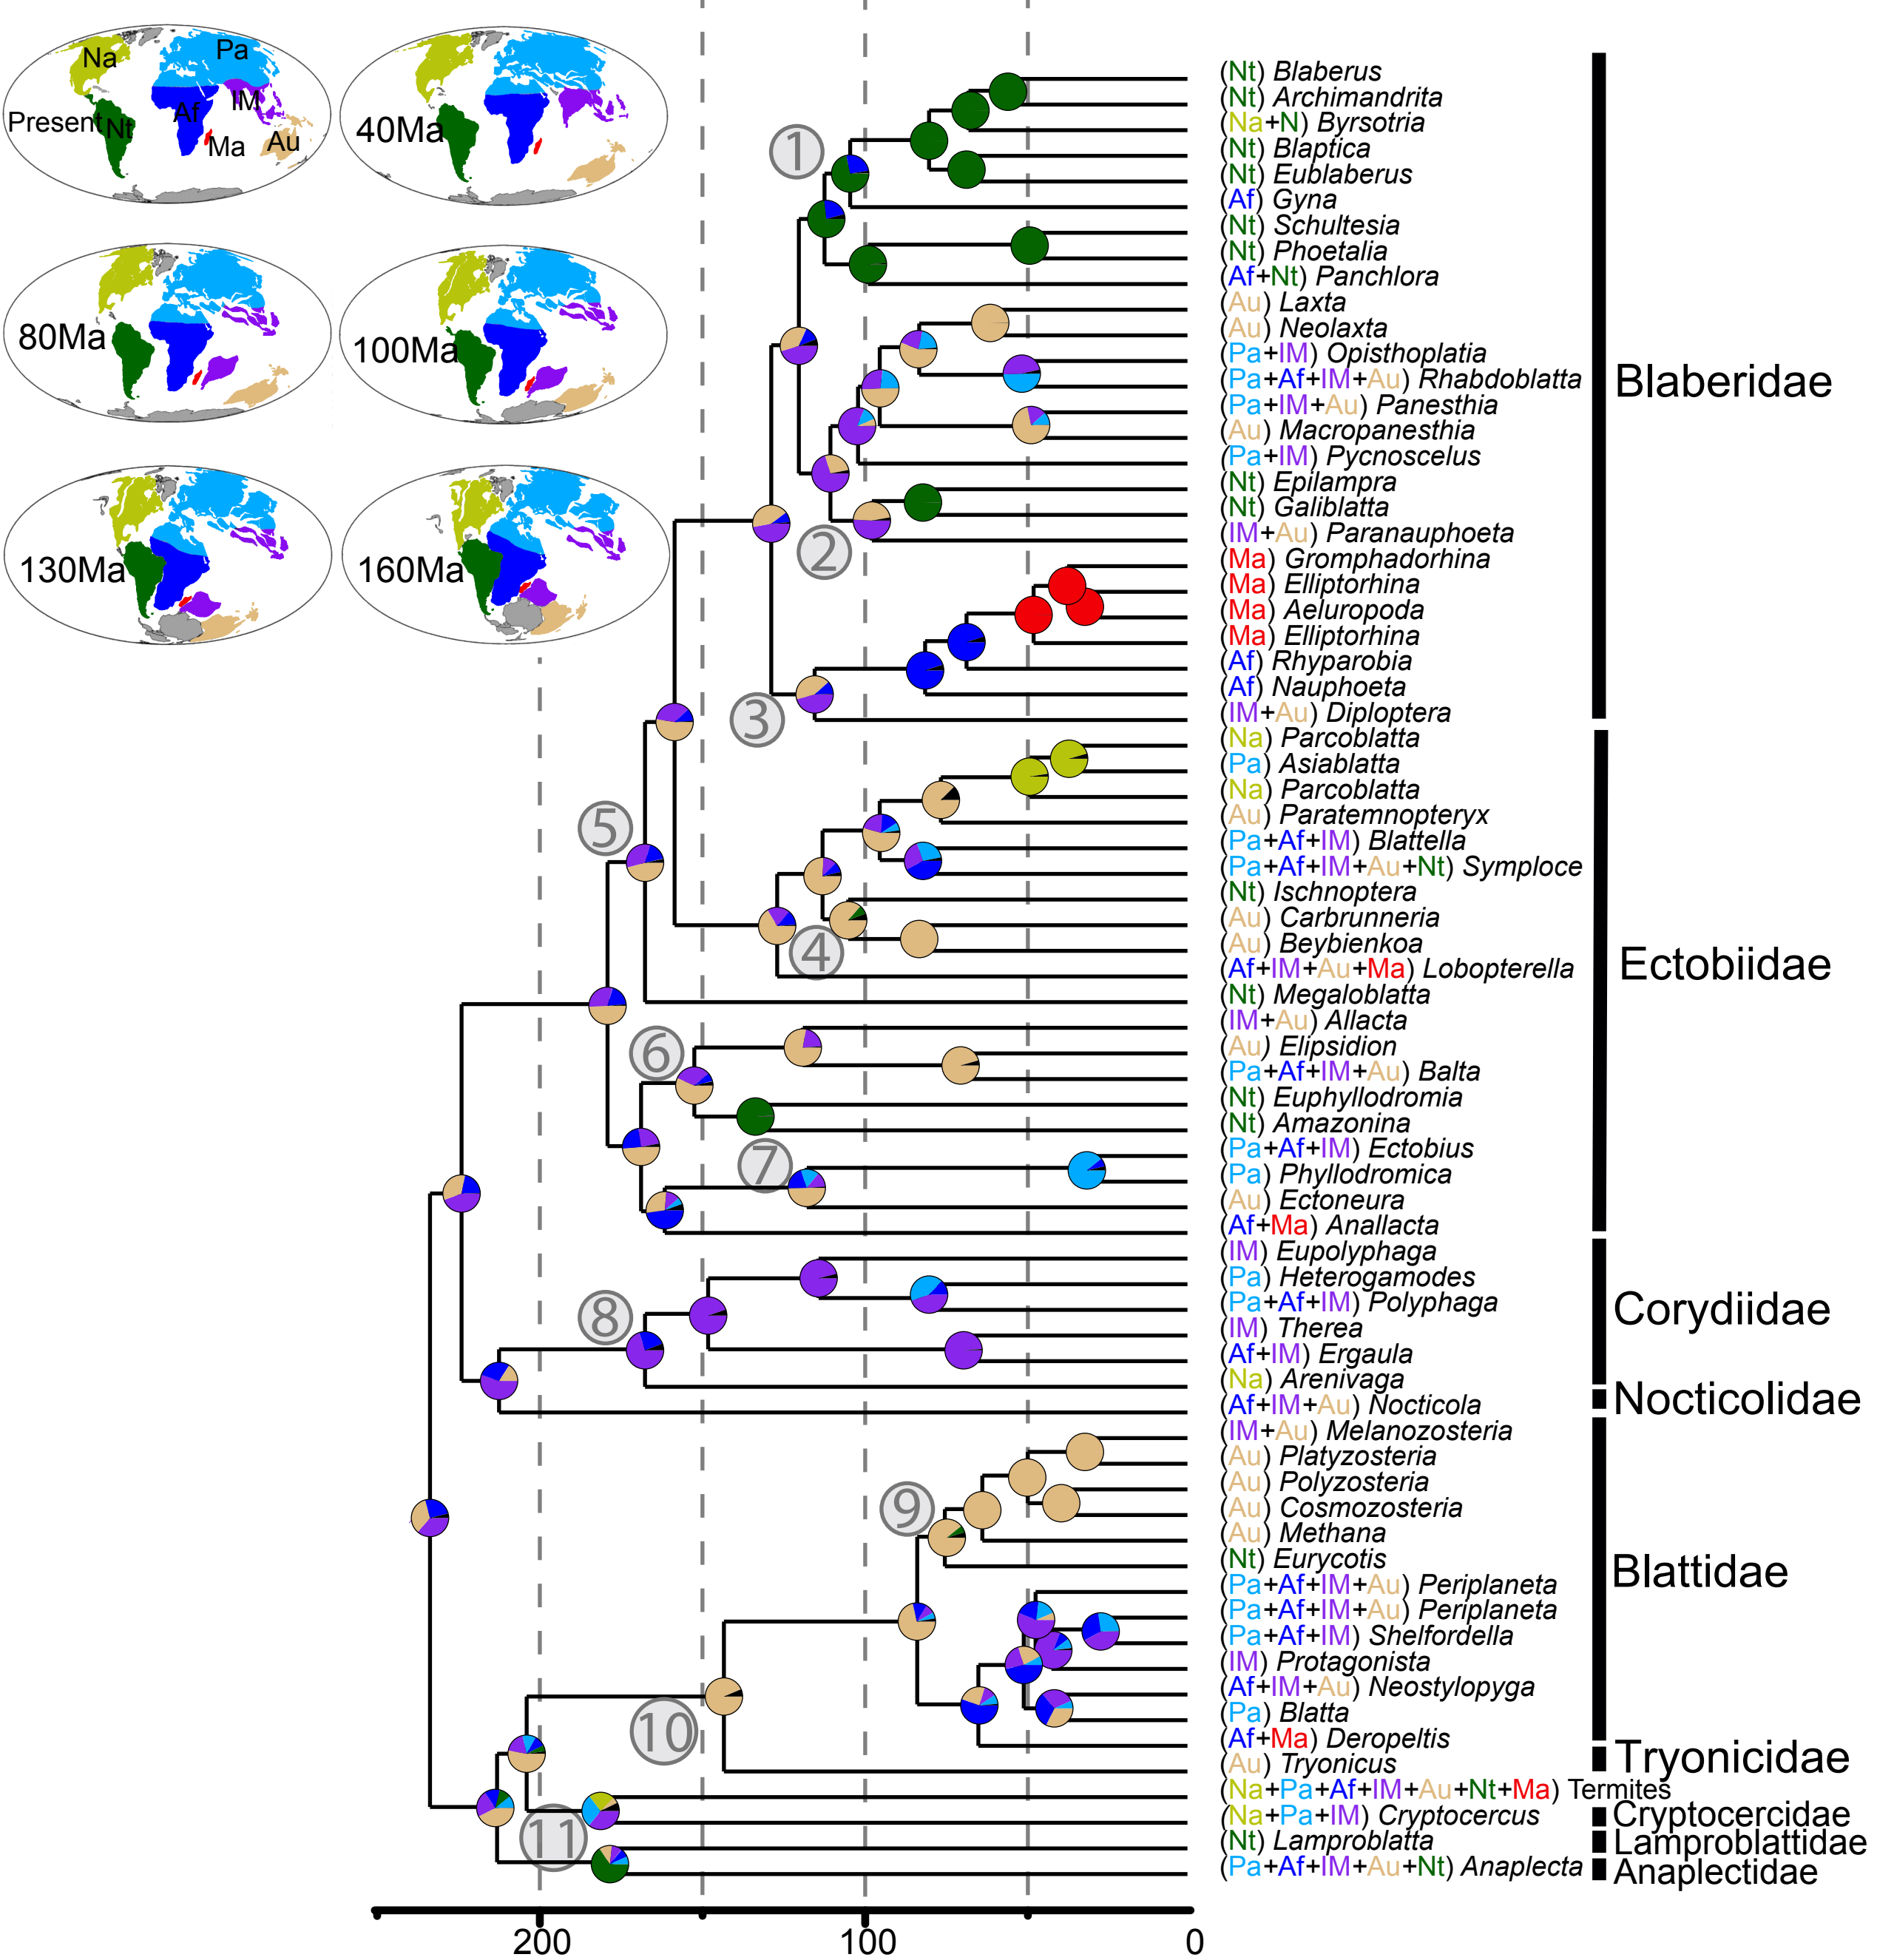 Na
Pa
Af
IM
Present
Nt
Ma
Au
40Ma
80Ma
100Ma
130Ma
160Ma
(Nt) Blaberus
(Nt) Archimandrita
(Na+N) Byrsotria
(Nt) Blaptica
(Nt) Eublaberus
(Af) Gyna
(Nt) Schultesia
(Nt) Phoetalia
(Af+Nt) Panchlora
(Au) Laxta
(Au) Neolaxta
(Pa+IM) Opisthoplatia
(Pa+Af+IM+Au) Rhabdoblatta
(Pa+IM+Au) Panesthia
(Au) Macropanesthia
(Pa+IM) Pycnoscelus
(Nt) Epilampra
(Nt) Galiblatta
(IM+Au) Paranauphoeta
(Ma) Gromphadorhina
(Ma) Elliptorhina
(Ma) Aeluropoda
(Ma) Elliptorhina
(Af) Rhyparobia
(Af) Nauphoeta
(IM+Au) Diploptera
(Na) Parcoblatta
(Pa) Asiablatta
(Na) Parcoblatta
(Au) Paratemnopteryx
(Pa+Af+IM) Blattella
(Pa+Af+IM+Au+Nt) Symploce
(Nt) Ischnoptera
(Au) Carbrunneria
(Au) Beybienkoa
(Af+IM+Au+Ma) Lobopterella
(Nt) Megaloblatta
(IM+Au) Allacta
(Au) Elipsidion
(Pa+Af+IM+Au) Balta
(Nt) Euphyllodromia
(Nt) Amazonina
(Pa+Af+IM) Ectobius
(Pa) Phyllodromica
(Au) Ectoneura
(Af+Ma) Anallacta
(IM) Eupolyphaga
(Pa) Heterogamodes
(Pa+Af+IM) Polyphaga
(IM) Therea
(Af+IM) Ergaula
(Na) Arenivaga
(Af+IM+Au) Nocticola
(IM+Au) Melanozosteria
(Au) Platyzosteria
(Au) Polyzosteria
(Au) Cosmozosteria
(Au) Methana
(Nt) Eurycotis
(Pa+Af+IM+Au) Periplaneta
(Pa+Af+IM+Au) Periplaneta
(Pa+Af+IM) Shelfordella
(IM) Protagonista
(Af+IM+Au) Neostylopyga
(Pa) Blatta
(Af+Ma) Deropeltis
(Au) Tryonicus
(Na+Pa+Af+IM+Au+Nt+Ma) Termites
(Na+Pa+IM) Cryptocercus
(Nt) Lamproblatta
(Pa+Af+IM+Au+Nt) Anaplecta
Blaberidae
Ectobiidae
Corydiidae
Nocticolidae
Blattidae
Tryonicidae
Cryptocercidae
Lamproblattidae
Anaplectidae
1
2
3
4
5
6
7
8
9
10
11
200
100
0